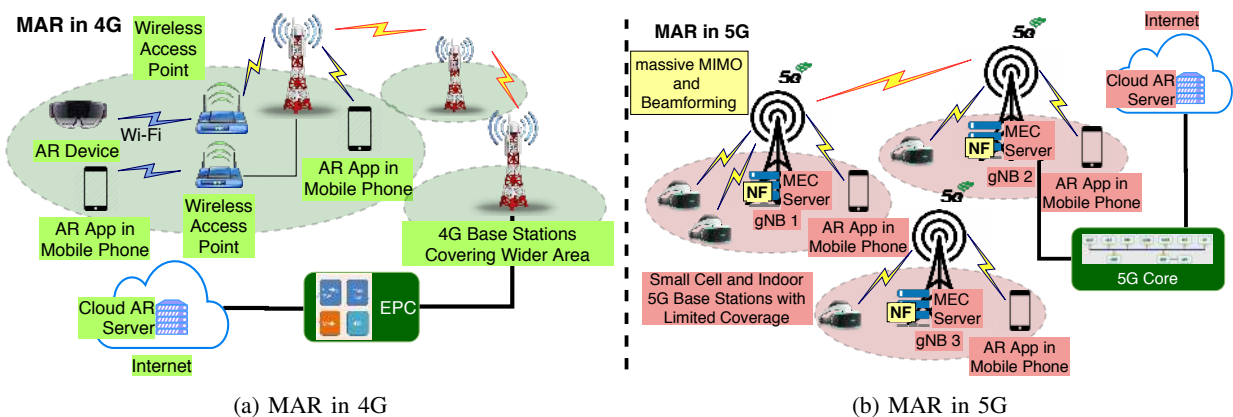 MAR in 4G
Wireless
Access
Point
AR Device
Wi-Fi
AR App in
Mobile Phone
AR App in
Mobile Phone
Wireless
Access
Point
4G Base Stations
Covering Wider Area
Cloud AR
Server
Internet
EPC
(a) MAR in 4G
MAR in 5G
massive MIMO
and
Beamforming
5G
5G
5G
Internet
Cloud AR
Server
MEC
Server
NF
gNB 1
AR App in
Mobile Phone
MEC
Server
NF
gNB 2
AR App in
Mobile Phone
Small Cell and Indoor
5G Base Stations with
Limited Coverage
MEC
Server
NF
gNB 3
AR App in
Mobile Phone
5G Core
(b) MAR in 5G